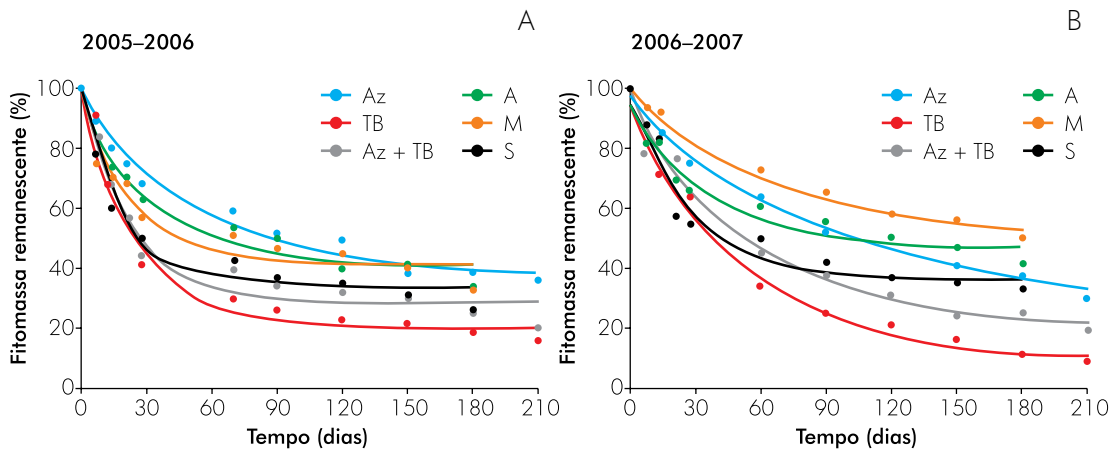 A
2005–2006
Fitomassa remanescente (%)
100
80
60
40
20
0
Az
TB
Az + TB
A
M
S
0 30 60 90 120 150 180 210
Tempo (dias)
B
2006–2007
Fitomassa remanescente (%)
100
80
60
40
20
0
Az
TB
Az + TB
A
M
S
0 30 60 90 120 150 180 210
Tempo (dias)